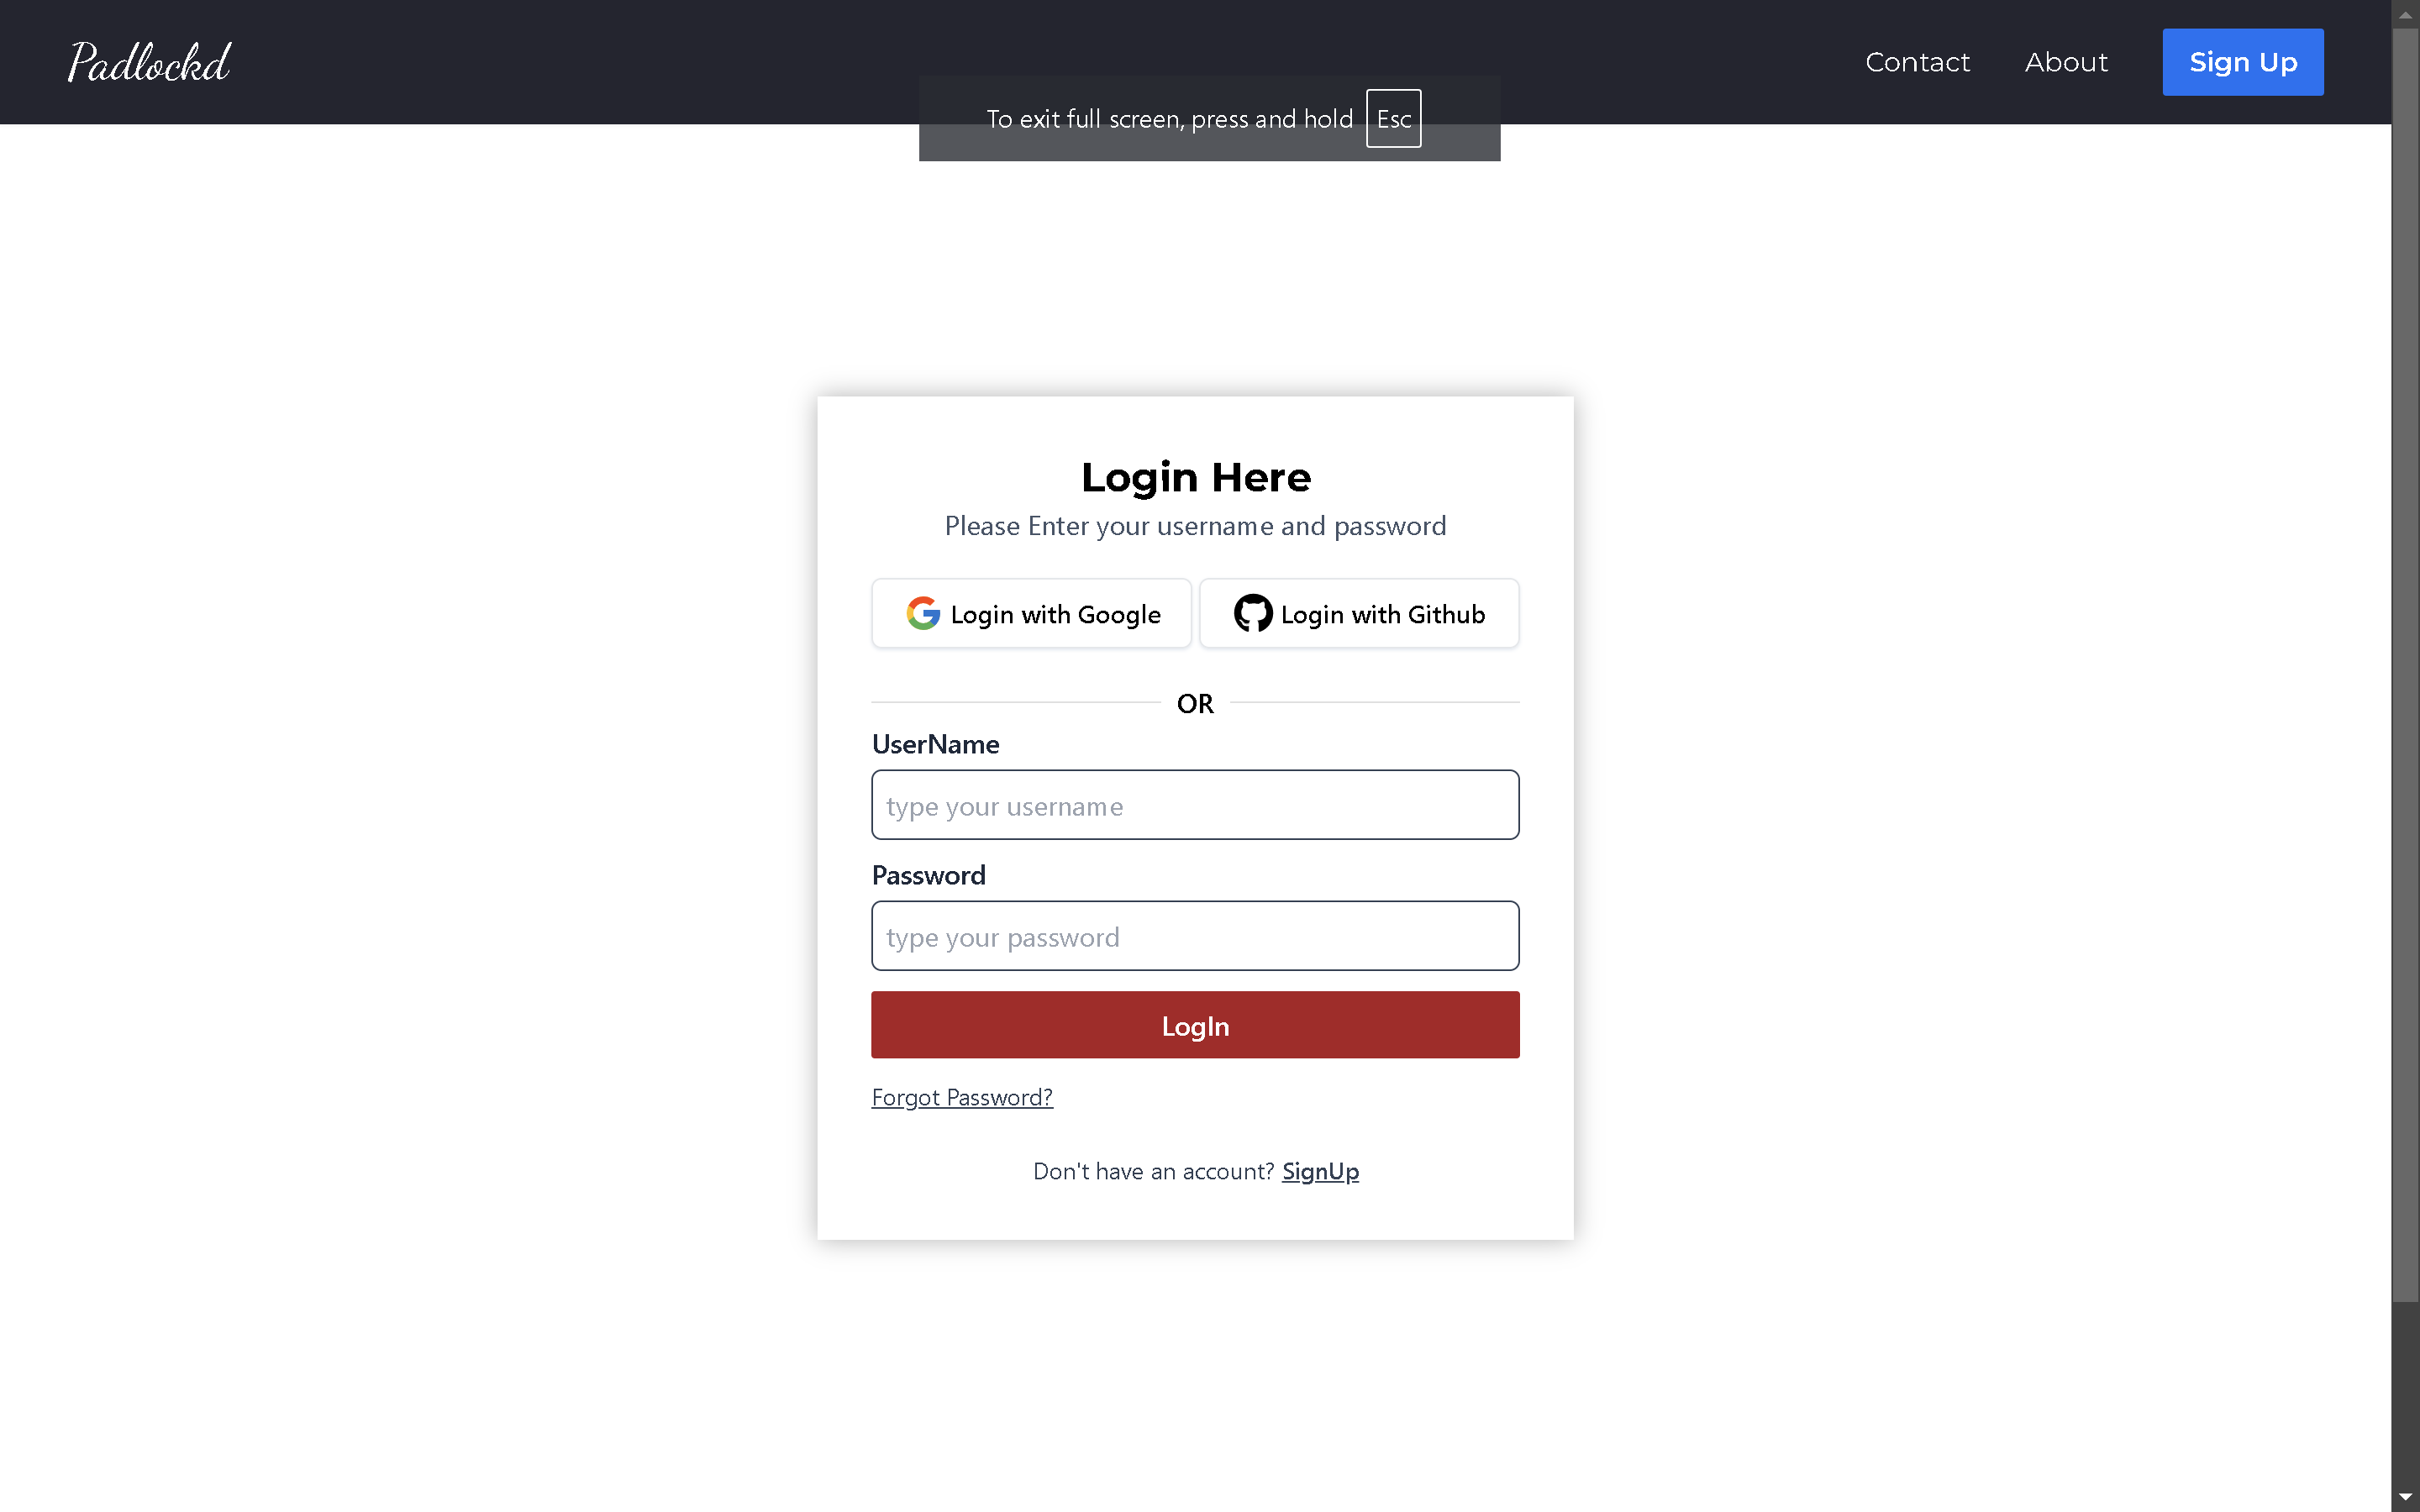 Padlockd
Contact About Sign Up
To exit full screen, press and hold Esc
Login Here
Please Enter your username and password
Login with Google Login with Github
OR
UserName
type your username
Password
type your password
LogIn
Forgot Password?
Don't have an account? SignUp